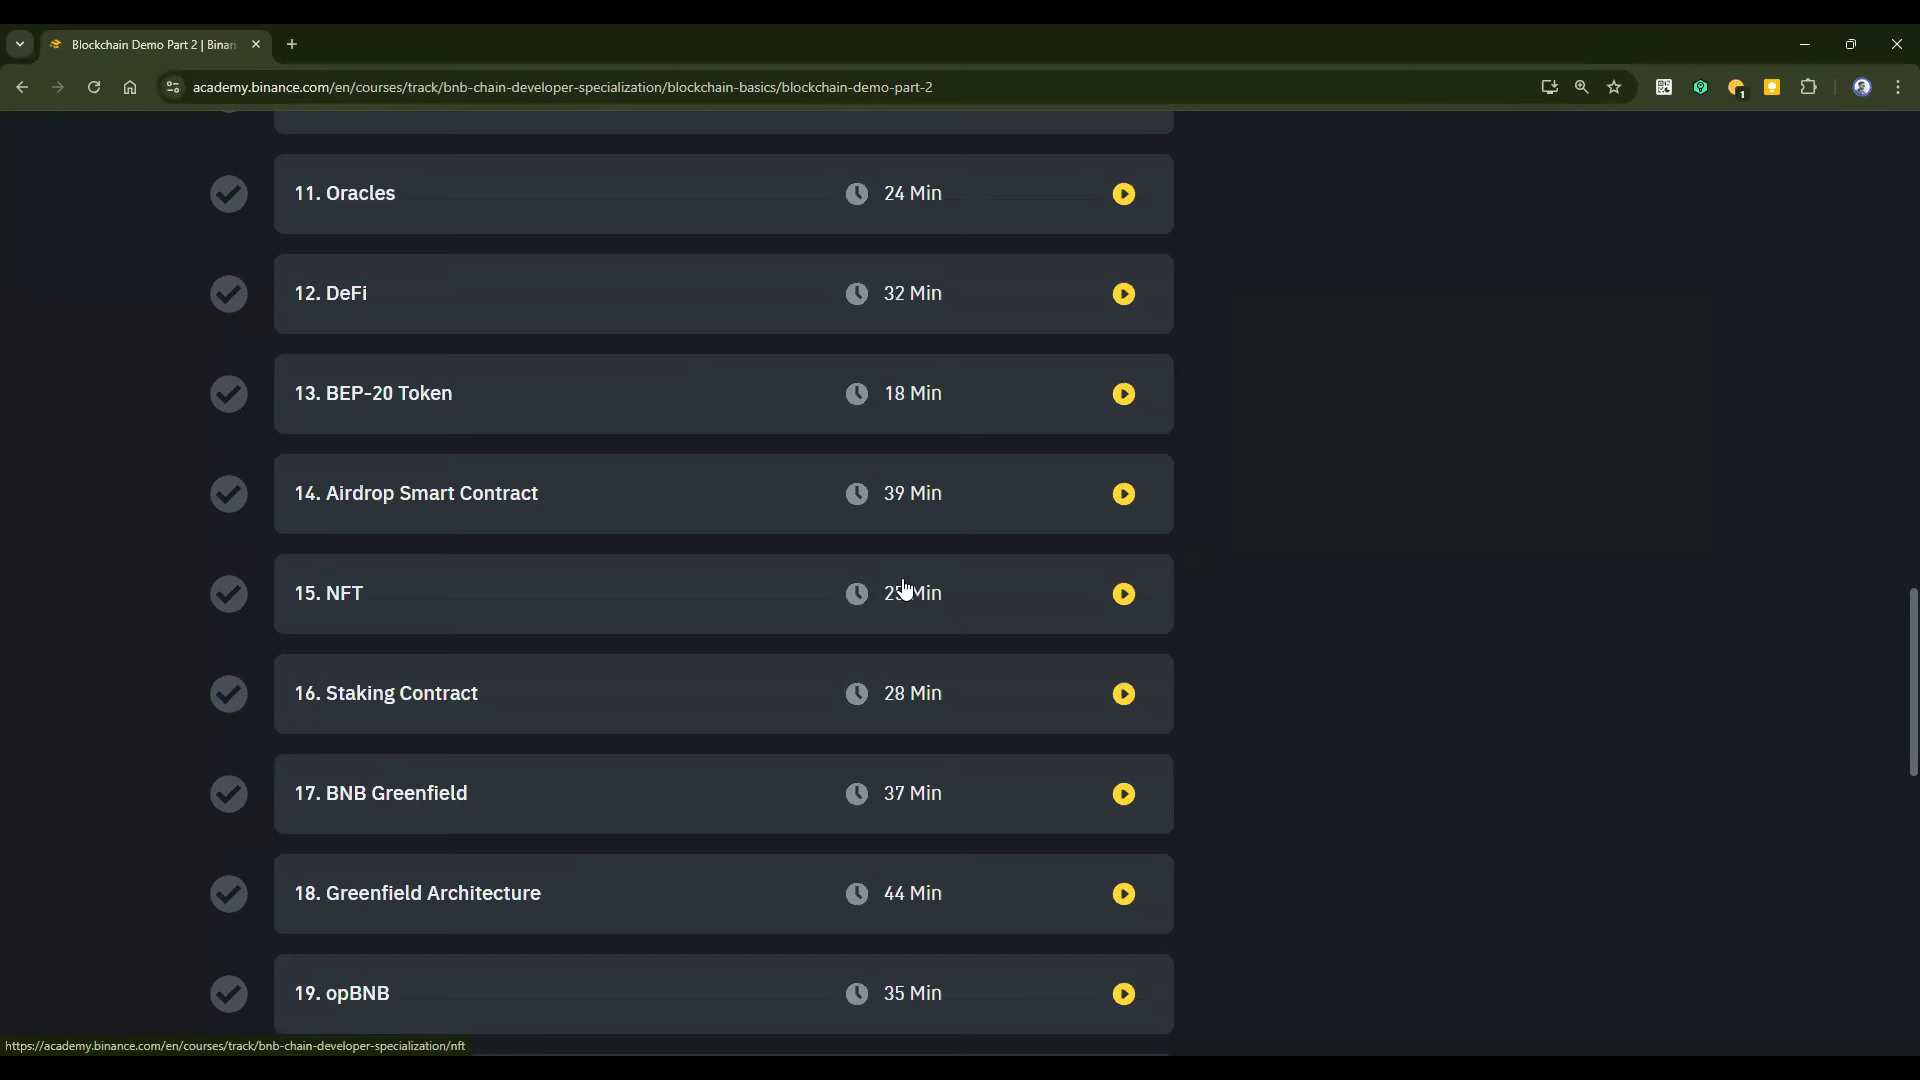 Blockchain Demo Part 2 | Binan
academy.binance.com/en/courses/track/bnb-chain-developer-specialization/blockchain-basics/blockchain-demo-part-2
1
11. Oracles 24 Min
12. DeFi 32 Min
13. BEP-20 Token 18 Min
14. Airdrop Smart Contract 39 Min
15. NFT Min
16. Staking Contract 28 Min
17. BNB Greenfield 37 Min
18. Greenfield Architecture 44 Min
19. opBNB 35 Min
https://academy.binance.com/en/courses/track/bnb-chain-developer-specialization/nft